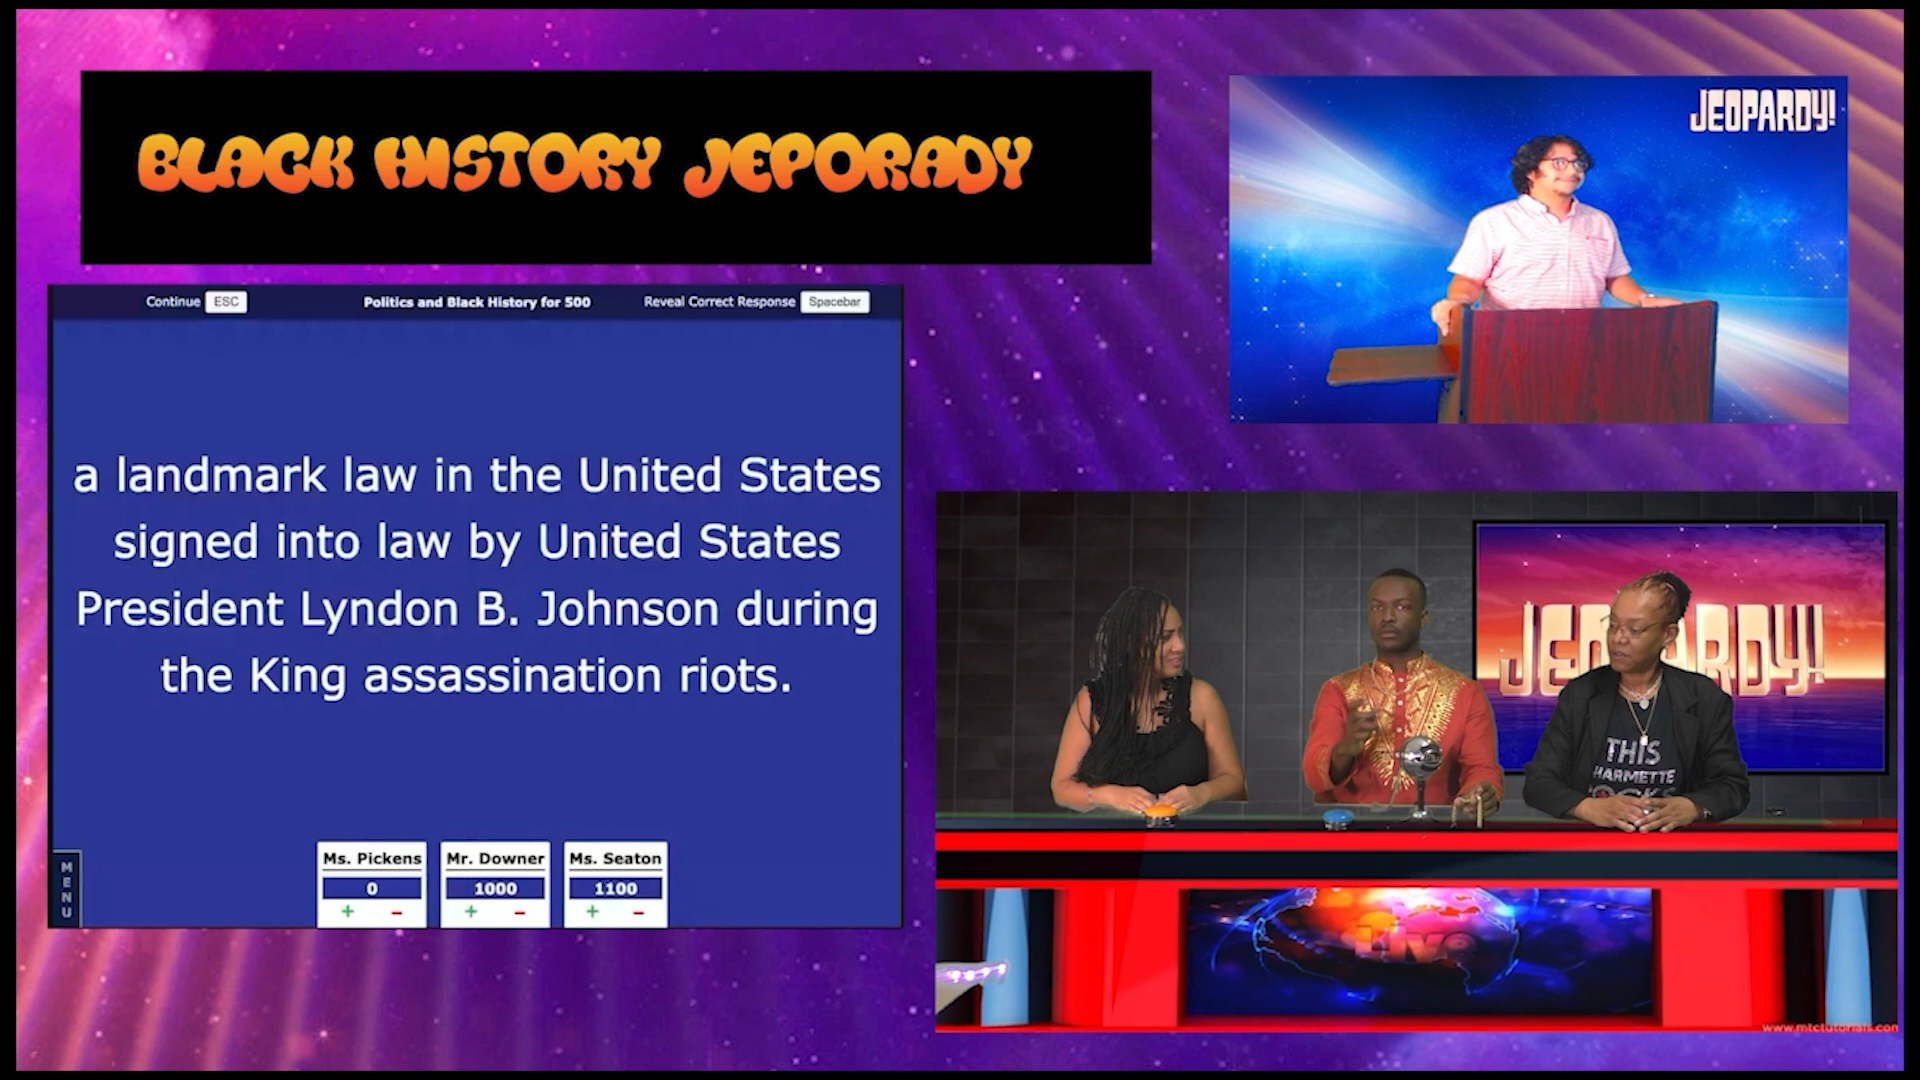 BLACK HISTORY JEPORADY
JEOPARDY!
Continue ESC
Politics and Black History for 500
Reveal Correct Response Spacebar
a landmark law in the United States
signed into law by United States
President Lyndon B. Johnson during
the King assassination riots.
MENU
Ms. Pickens
0
+ -
Mr. Downer
1000
+ -
Ms. Seaton
1100
+ -
THIS
Live
www.mtctutorials.com